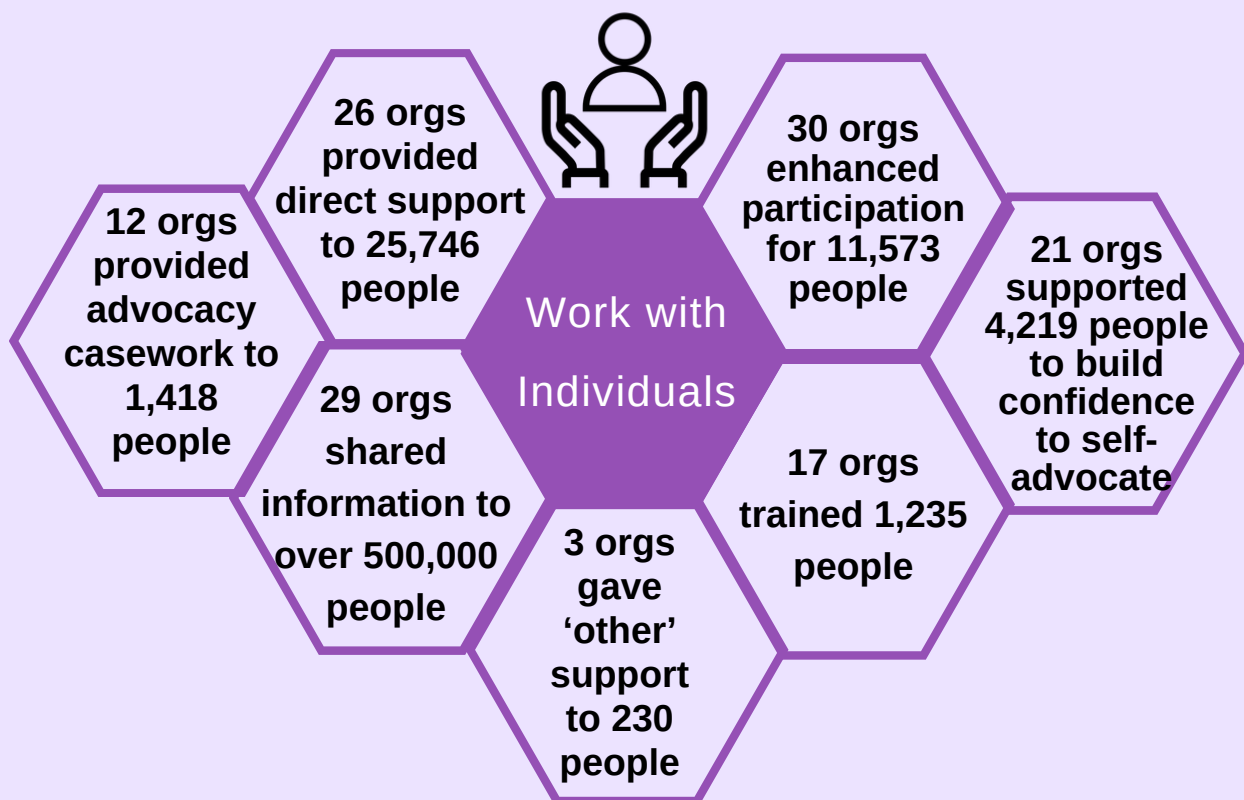 26 orgs
provided
direct support
to 25,746
people
30 orgs
enhanced
participation
for 11,573
people
12 orgs
provided
advocacy
casework to
1,418
people
Work with
Individuals
21 orgs
supported
4,219 people
to build
confidence
to self-
advocate
29 orgs
shared
information to
over 500,000
people
17 orgs
trained 1,235
people
3 orgs
gave
‘other’
support
to 230
people